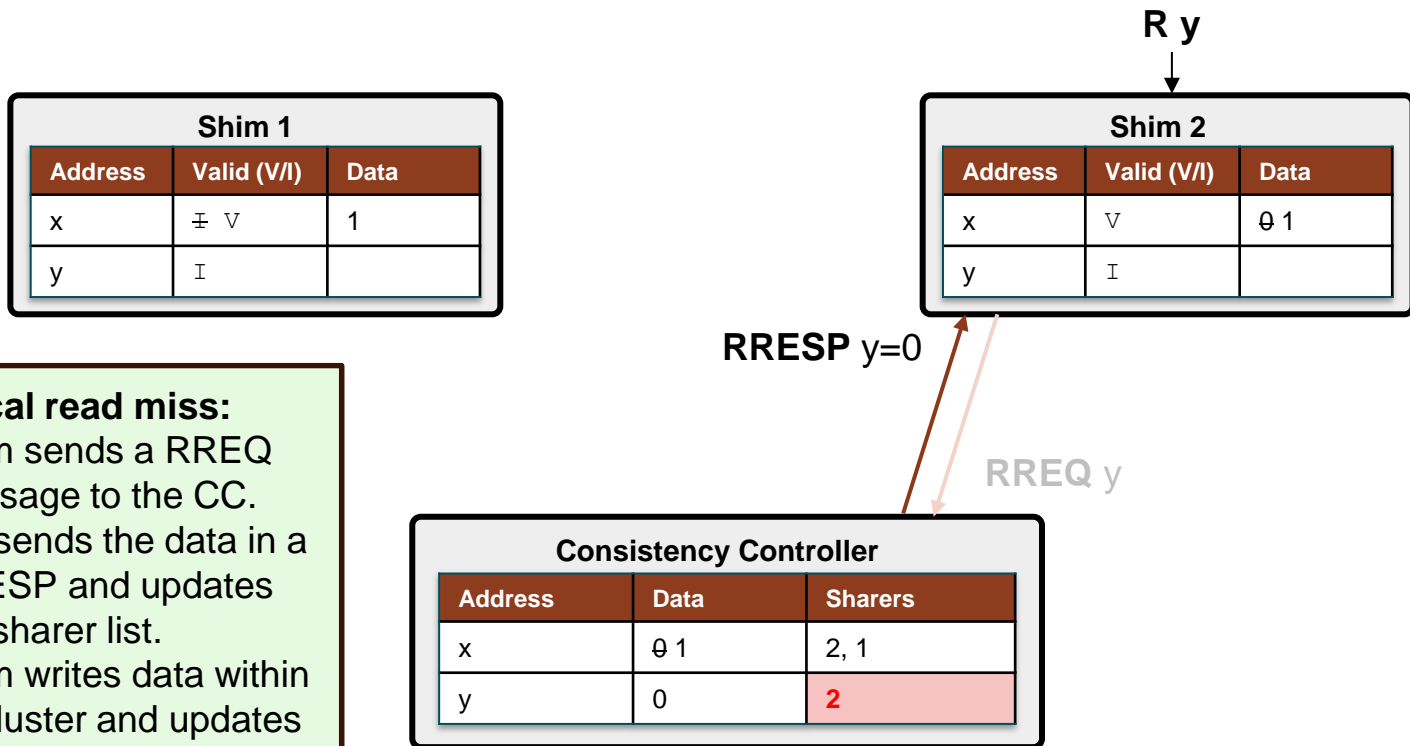 R y
Shim 1
Address Valid (V/I) Data
x I V 1
y I
Shim 2
Address Valid (V/I) Data
x V 0 1
y I
RRESP y=0
RREQ y
cal read miss:
m sends a RREQ
sage to the CC.
sends the data in a
ESP and updates
sharer list.
m writes data within
luster and updates
Consistency Controller
Address Data Sharers
x 0 1 2, 1
y 0 2